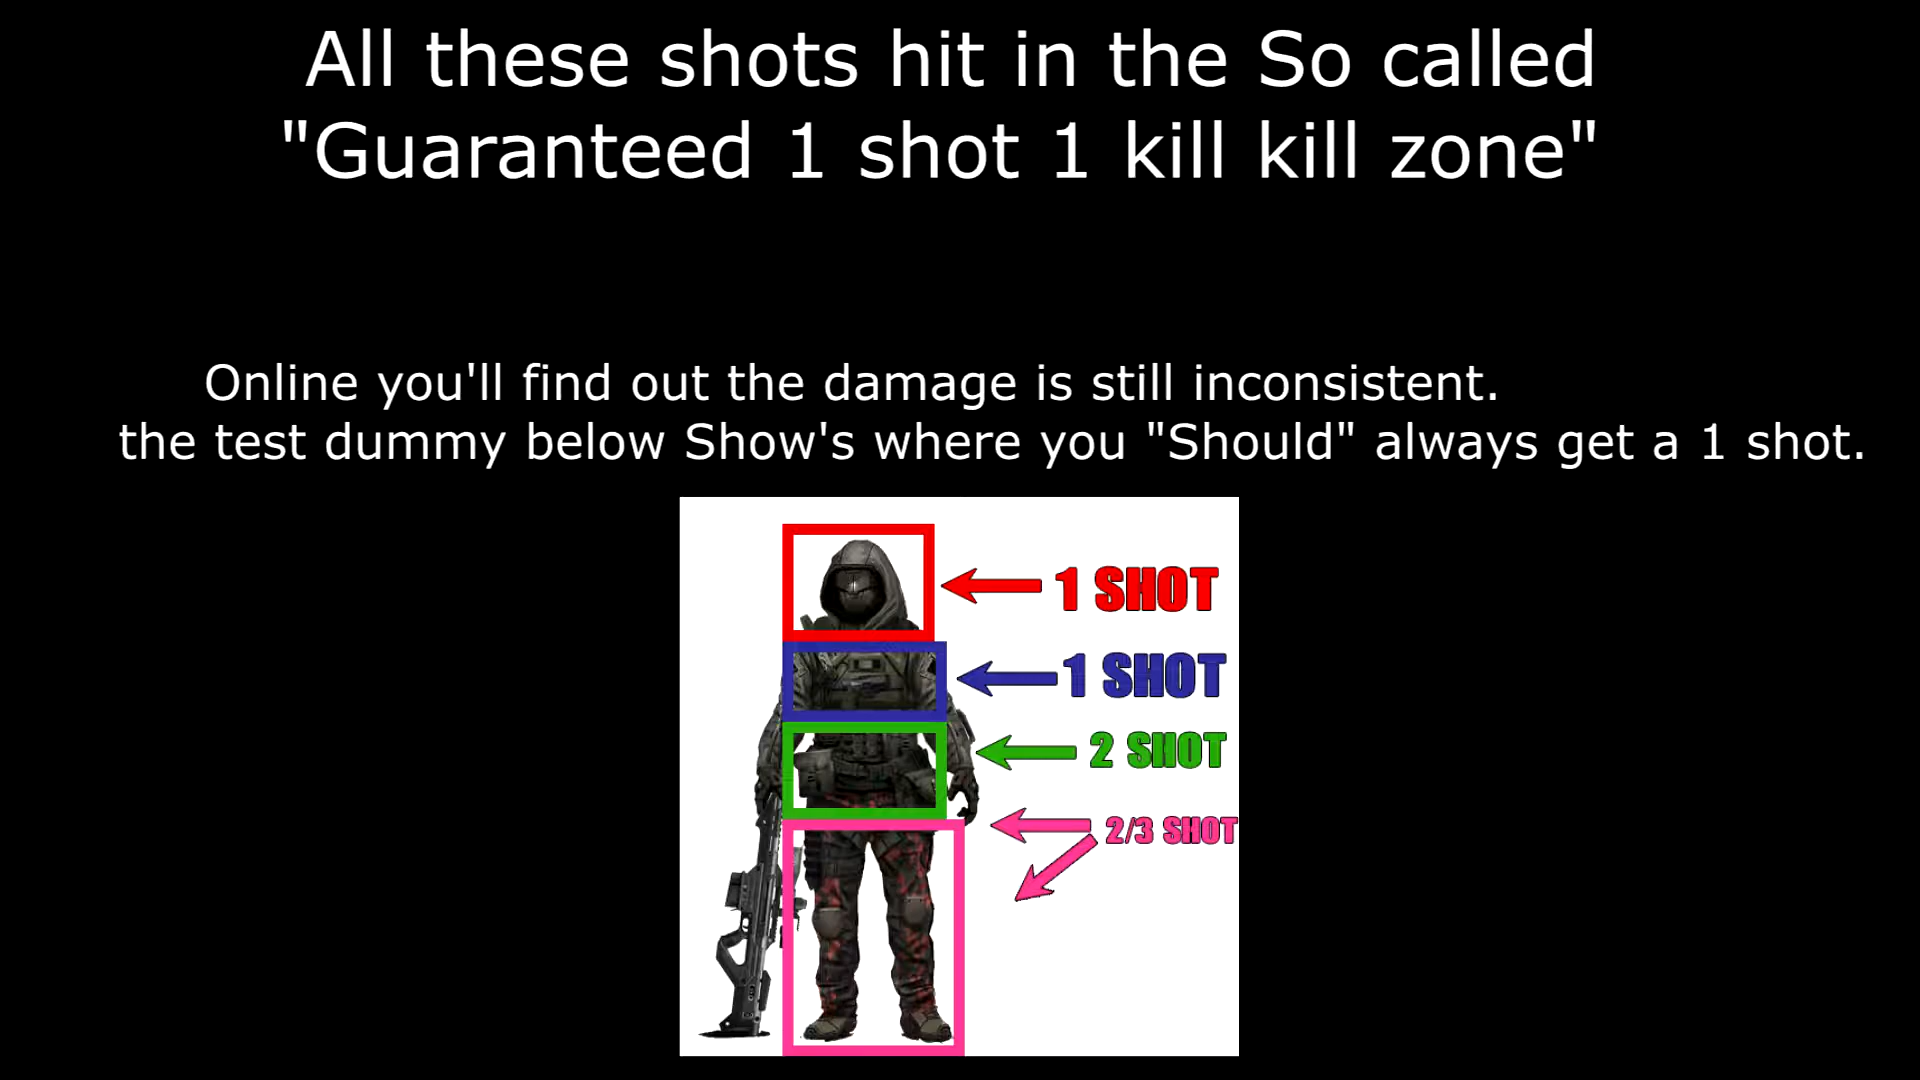 All these shots hit in the So called
"Guaranteed 1 shot 1 kill kill zone"
Online you'll find out the damage is still inconsistent.
the test dummy below Show's where you "Should" always get a 1 shot.
1 SHOT
1 SHOT
2 SHOT
2/3 SHOT